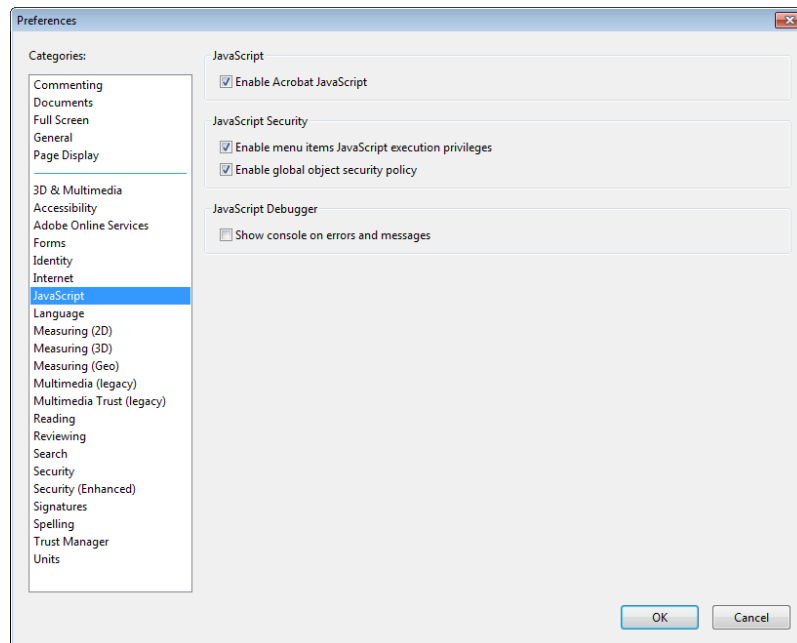 Preferences
Categories:
Commenting
Documents
Full Screen
General
Page Display
3D & Multimedia
Accessibility
Adobe Online Services
Forms
Identity
Internet
JavaScript
Language
Measuring (2D)
Measuring (3D)
Measuring (Geo)
Multimedia (legacy)
Multimedia Trust (legacy)
Reading
Reviewing
Search
Security
Security (Enhanced)
Signatures
Spelling
Trust Manager
Units
JavaScript
Enable Acrobat JavaScript
JavaScript Security
Enable menu items JavaScript execution privileges
Enable global object security policy
JavaScript Debugger
Show console on errors and messages
OK
Cancel